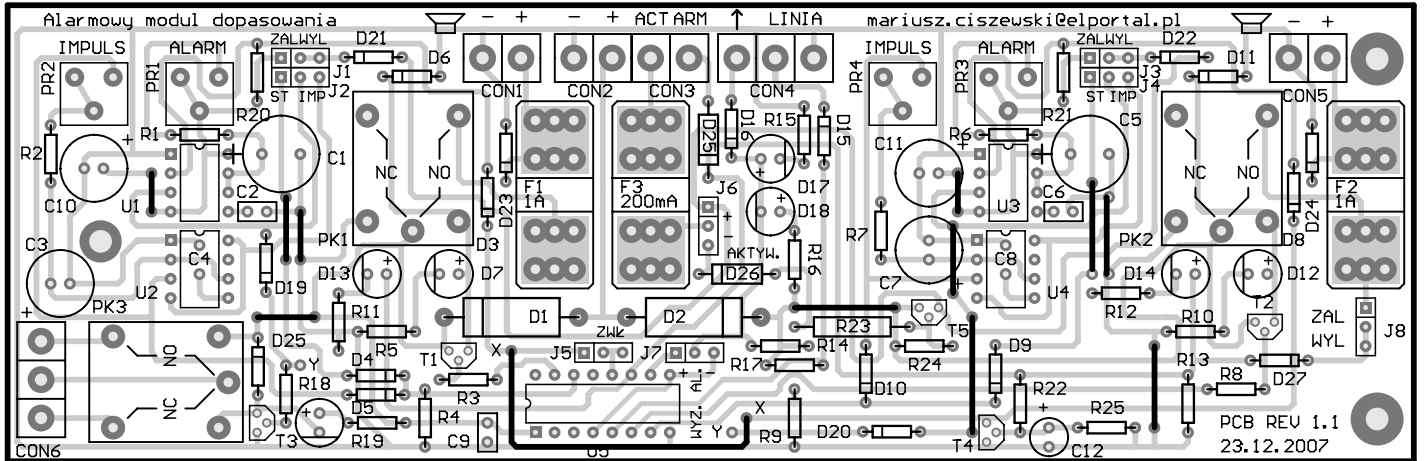 Alarmowy modul dopasowania - + - + ACT ARM ↑ LINIA mariusz.ciszewski@elportal.pl - +
IMPULS ALARM ZALWYL D21 D6 IMPULS ALARM ZALWYL D22 D11
PR2 PR1 J1 J2 ST IMP CON1 CON2 CON3 CON4 PR4 PR3 J3 J4 ST IMP CON5
R20 D25 D16 R15 D15 R21
R1 + C1 R6 C5 +
R2 + C11
NC NO F1 F3 J6 D17 NC NO F2
C10 U1 C2 1A 200mA D18 U3 C6 1A
D23 + - R7 D24
C3 C4 PK1 D3 AKTYW. R16 C8 PK2 D8
U2 D19 D13 D7 D26 C7 + U4 D14 D12
PK3 R11 R12 T2
+ D1 D2 R23 T5 R10 ZAL
D25 R5 T1 X ZWŁ R14 R24 D9 WYL J8
NO D4 J5 J7 R17 R13
Y R18 R3 + AL. - D10 R22 D27
NC D5 R4 ZYM. X R8
R19 C9 Y R9 D20 + R25 PCB REV 1.1
CON6 T3 U5 T4 C12 23.12.2007